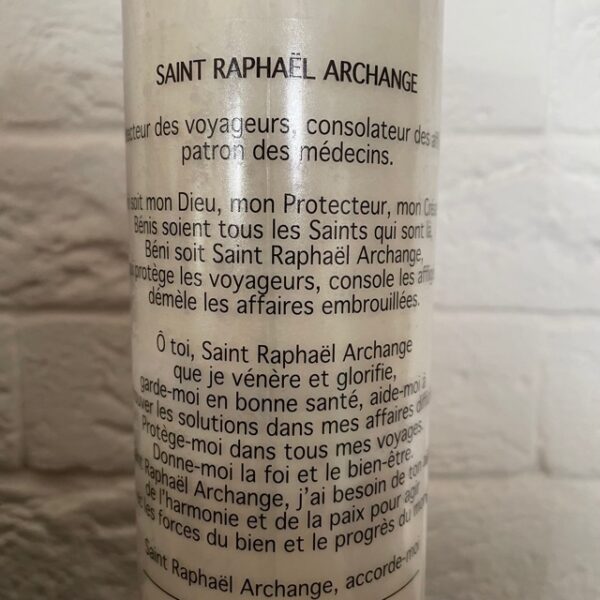 SAINT RAPHAËL ARCHANGE
des voyageurs, consolateur des
patron des médecins.
soit mon Dieu, mon Protecteur, mon
Bénis soient tous les Saints qui sont là,
Béni soit Saint Raphaël Archange,
protège les voyageurs, console les
démèle les affaires embrouillées.
Ô toi, Saint Raphaël Archange
que je vénère et glorifie,
garde-moi en bonne santé, aide-moi à
les solutions dans mes affaires
Protège-moi dans tous mes voyages.
Donne-moi la foi et le bien-être.
Raphaël Archange, j'ai besoin de ton
de l'harmonie et de la paix pour
les forces du bien et le progrès du
Saint Raphaël Archange, accorde-moi